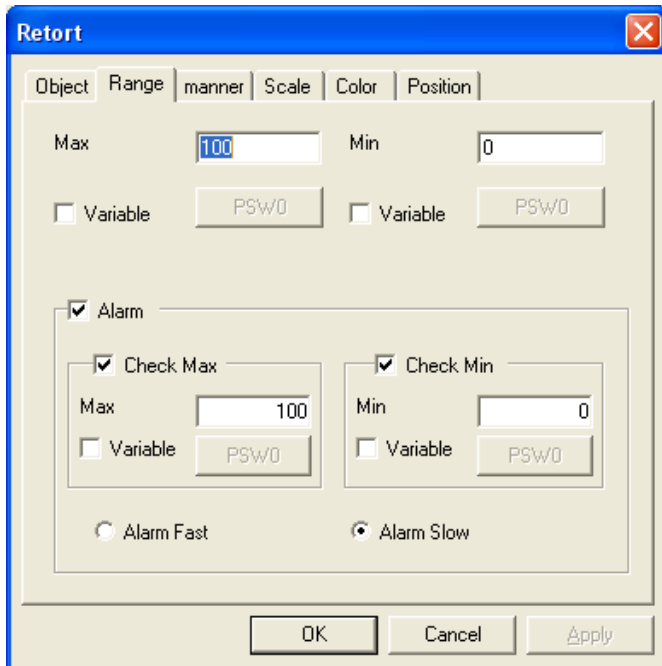 Retort
Object Range manner Scale Color Position
Max 100 Min 0
Variable PSW0 Variable PSW0
Alarm
Check Max Check Min
Max 100 Min 0
Variable PSW0 Variable PSW0
Alarm Fast Alarm Slow
OK Cancel Apply